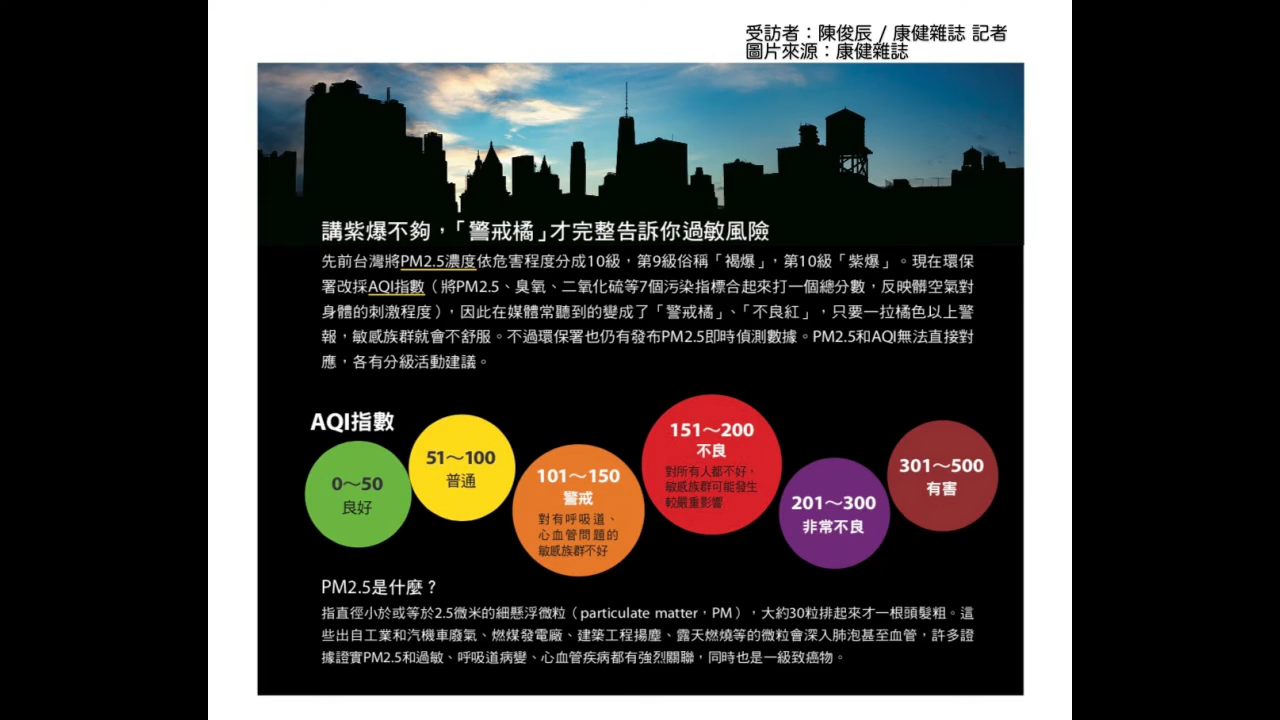 受訪者：陳俊辰 / 康健雜誌 記者
圖片來源：康健雜誌
講紫爆不夠，「警戒橘」才完整告訴你過敏風險
先前台灣將PM2.5濃度依危害程度分成10級，第9級俗稱「褐爆」，第10級「紫爆」。現在環保
署改採AQI指數（將PM2.5、臭氧、二氧化硫等7個污染指標合起來打一個總分數，反映髒空氣對
身體的刺激程度），因此在媒體常聽到的變成了「警戒橘」、「不良紅」，只要一拉橘色以上警
報，敏感族群就會不舒服。不過環保署也仍有發布PM2.5即時偵測數據。PM2.5和AQI無法直接對
應，各有分級活動建議。
AQI指數
0～50
良好
51～100
普通
101～150
警戒
對有呼吸道、
心血管問題的
敏感族群不好
151～200
不良
對所有人都不好，
敏感族群可能發生
較嚴重影響
201～300
非常不良
301～500
有害
PM2.5是什麼？
指直徑小於或等於2.5微米的細懸浮微粒（particulate matter，PM），大約30粒排起來才一根頭髮粗。這
些出自工業和汽機車廢氣、燃煤發電廠、建築工程揚塵、露天燃燒等的微粒會深入肺泡甚至血管，許多證
據證實PM2.5和過敏、呼吸道病變、心血管疾病都有強烈關聯，同時也是一級致癌物。